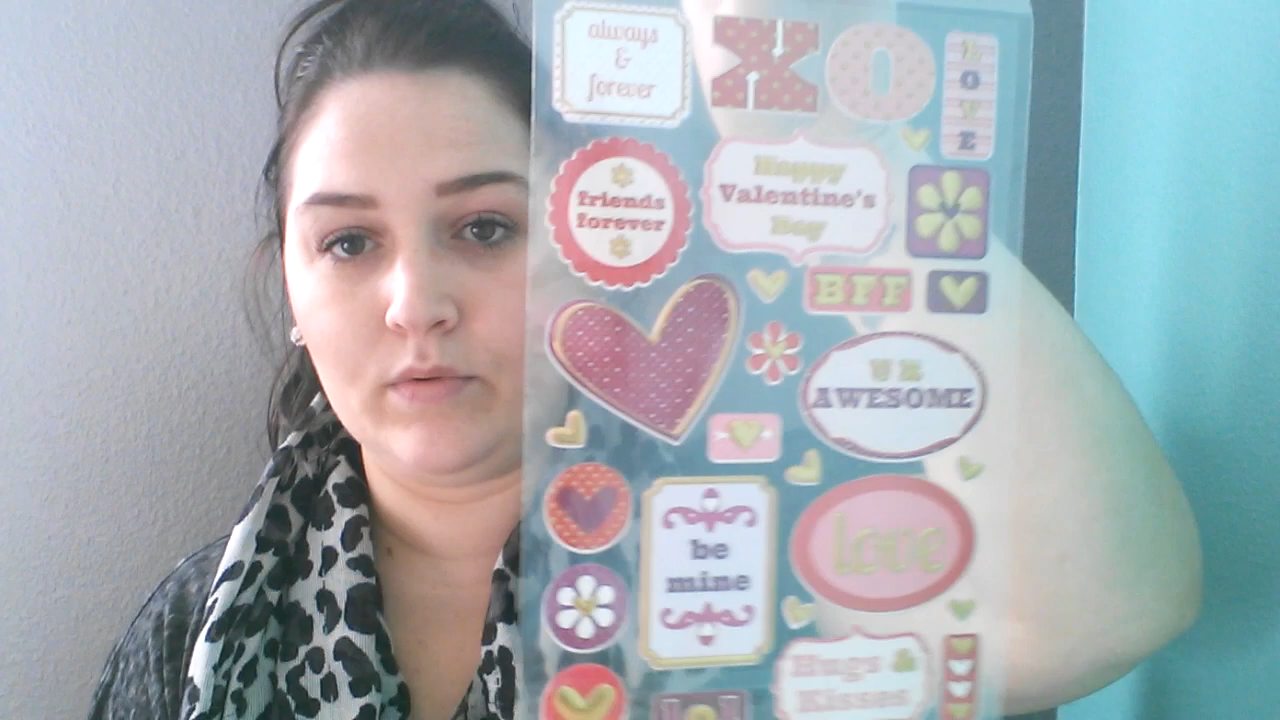 always
&
forever
XO
LOVE
friends
forever
Happy
Valentine's
Day
BFF
U R
AWESOME
be
mine
love
Hugs &
Kisses